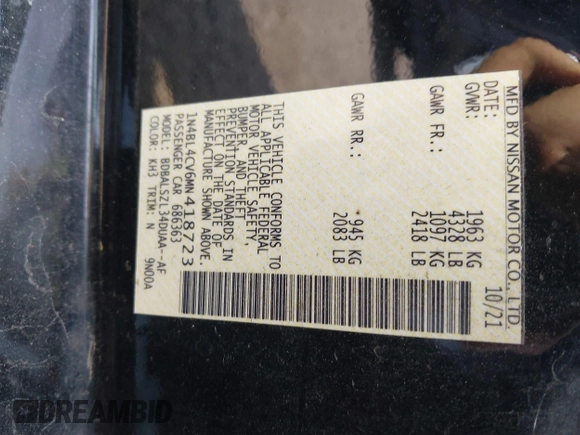 MFD BY NISSAN MOTOR CO., LTD.
DATE: 10/21
GVWR: 1963 KG
4328 LB
GAWR FR.: 1097 KG
2418 LB
GAWR RR.: 945 KG
2083 LB
THIS VEHICLE CONFORMS TO
ALL APPLICABLE FEDERAL
MOTOR VEHICLE SAFETY,
BUMPER, AND THEFT
PREVENTION STANDARDS IN
EFFECT ON THE DATE OF
MANUFACTURE SHOWN ABOVE.
1N4BL4CV6MN418723
PASSENGER CAR 686363
MODEL: BDBALSZL34DUAA--AF
COLOR: KH3 TRIM: N 9N00A
DREAMBID